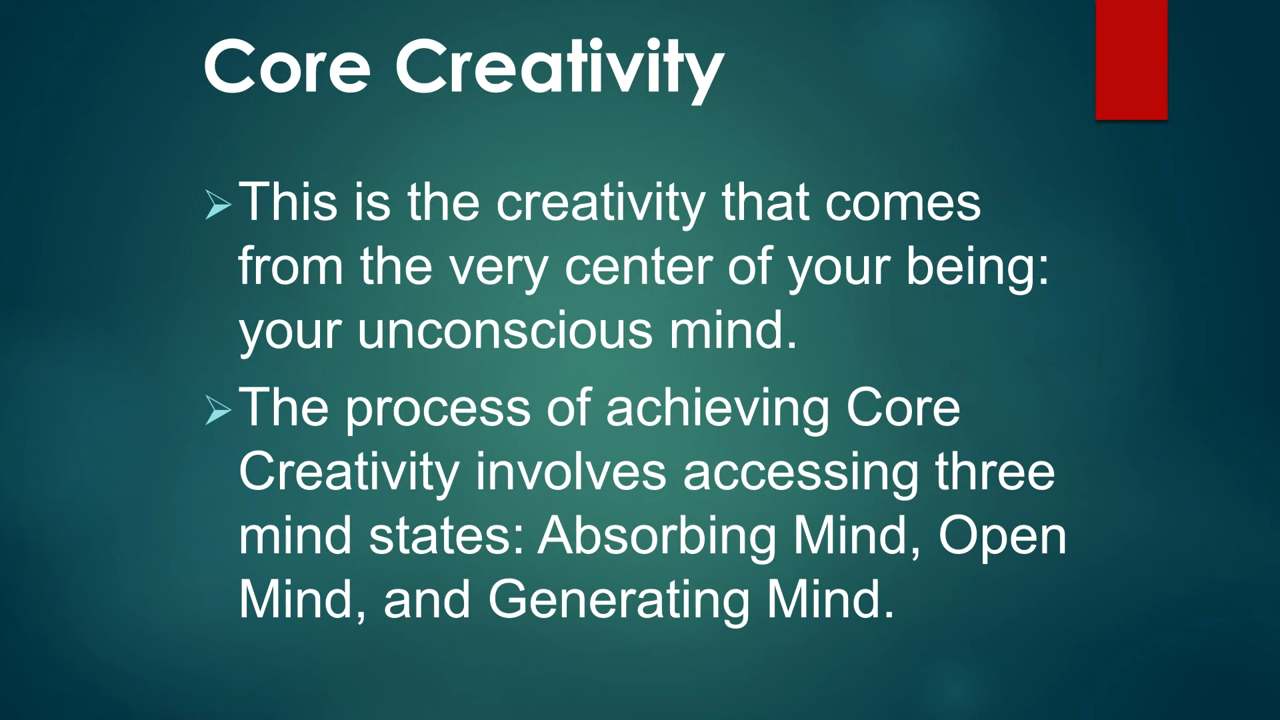 Core Creativity
This is the creativity that comes
from the very center of your being:
your unconscious mind.
The process of achieving Core
Creativity involves accessing three
mind states: Absorbing Mind, Open
Mind, and Generating Mind.